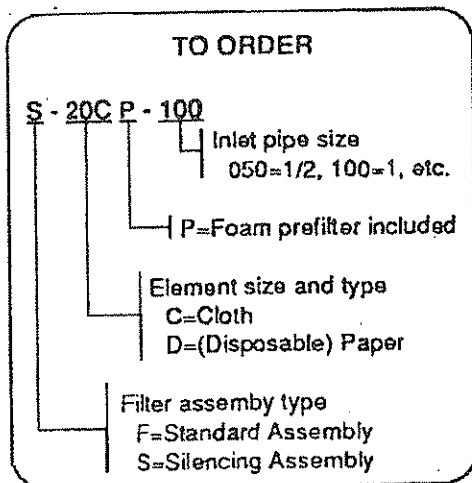 TO ORDER
S - 20C P - 100
Inlet pipe size
050=1/2, 100=1, etc.
P=Foam prefilter included
Element size and type
C=Cloth
D=(Disposable) Paper
Filter assemby type
F=Standard Assembly
S=Silencing Assembly